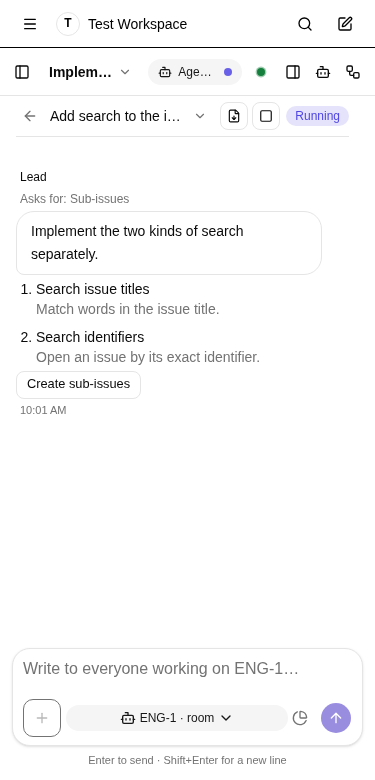 T Test Workspace
Implem… Age…
Add search to the i… Running
Lead
Asks for: Sub-issues
Implement the two kinds of search
separately.
1. Search issue titles
Match words in the issue title.
2. Search identifiers
Open an issue by its exact identifier.
Create sub-issues
10:01 AM
Write to everyone working on ENG-1…
ENG-1 · room
Enter to send · Shift+Enter for a new line